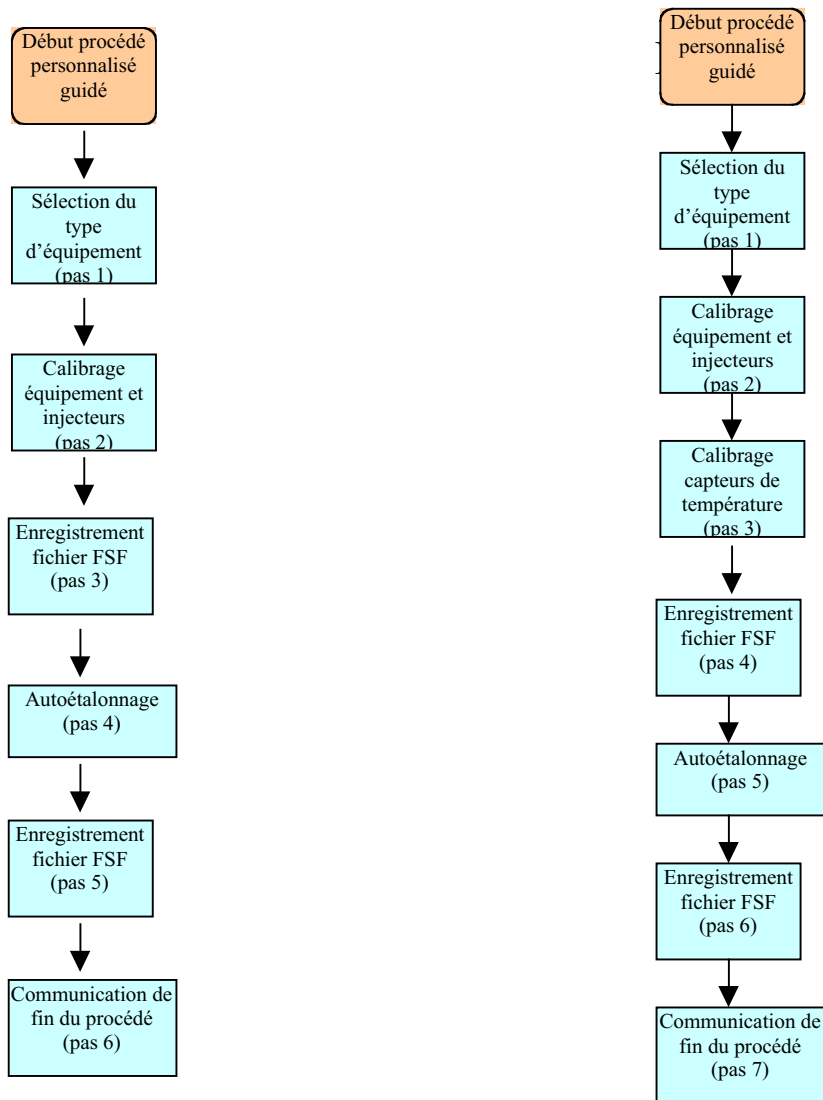 Début procédé
personnalisé
guidé
Sélection du
type
d’équipement
(pas 1)
Calibrage
équipement et
injecteurs
(pas 2)
Enregistrement
fichier FSF
(pas 3)
Autoétalonnage
(pas 4)
Enregistrement
fichier FSF
(pas 5)
Communication de
fin du procédé
(pas 6)
Début procédé
personnalisé
guidé
Sélection du
type
d’équipement
(pas 1)
Calibrage
équipement et
injecteurs
(pas 2)
Calibrage
capteurs de
température
(pas 3)
Enregistrement
fichier FSF
(pas 4)
Autoétalonnage
(pas 5)
Enregistrement
fichier FSF
(pas 6)
Communication de
fin du procédé
(pas 7)